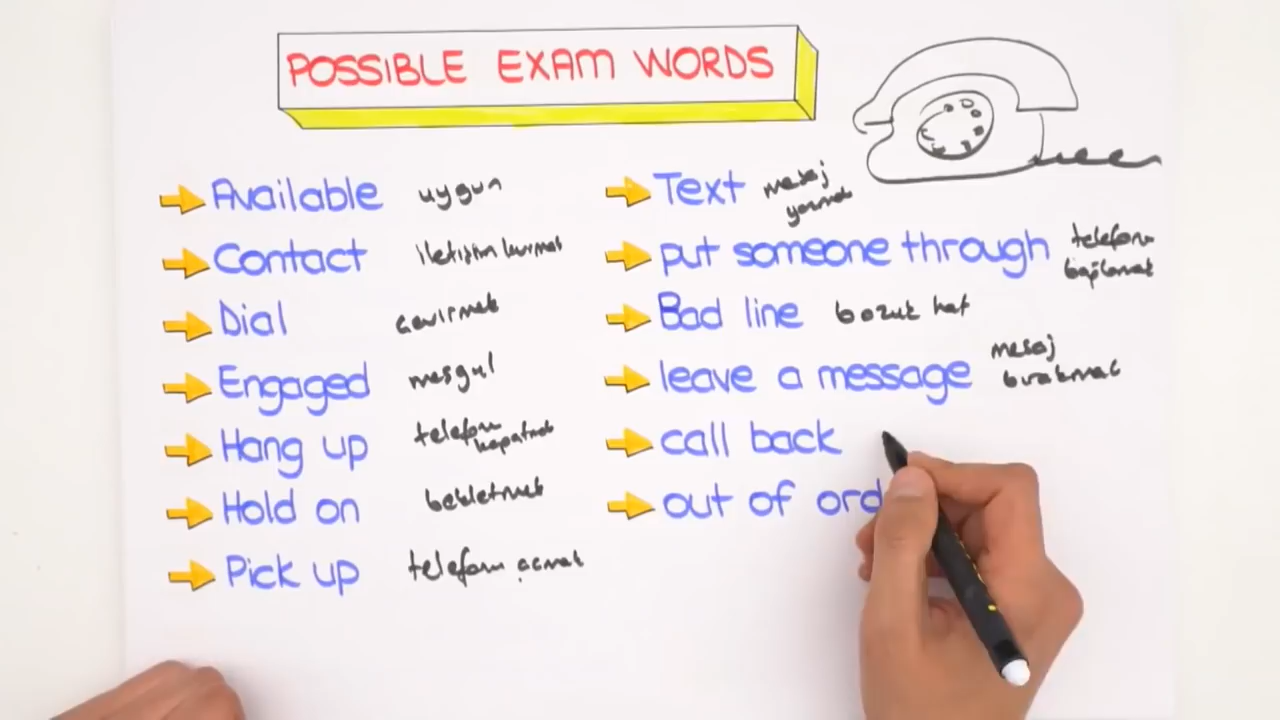 POSSIBLE EXAM WORDS
Available uygun
Contact iletişim kurmak
Dial çevirmek
Engaged meşgul
Hang up telefon
kapatmak
Hold on bekletmek
Pick up telefonu açmak
Text mesaj
yazmak
put someone through telefonu
bağlamak
Bad line bozuk hat
leave a message mesaj
bırakmak
call back
out of ord